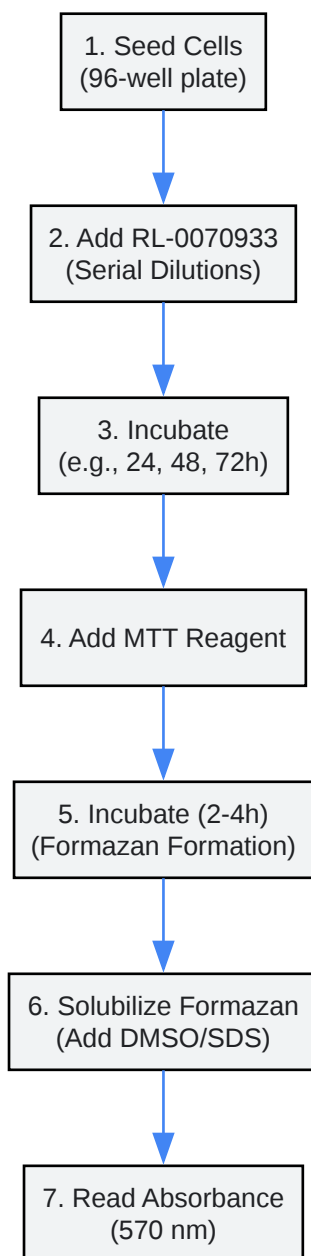 1. Seed Cells
(96-well plate)
2. Add RL-0070933
(Serial Dilutions)
3. Incubate
(e.g., 24, 48, 72h)
4. Add MTT Reagent
5. Incubate (2-4h)
(Formazan Formation)
6. Solubilize Formazan
(Add DMSO/SDS)
7. Read Absorbance
(570 nm)